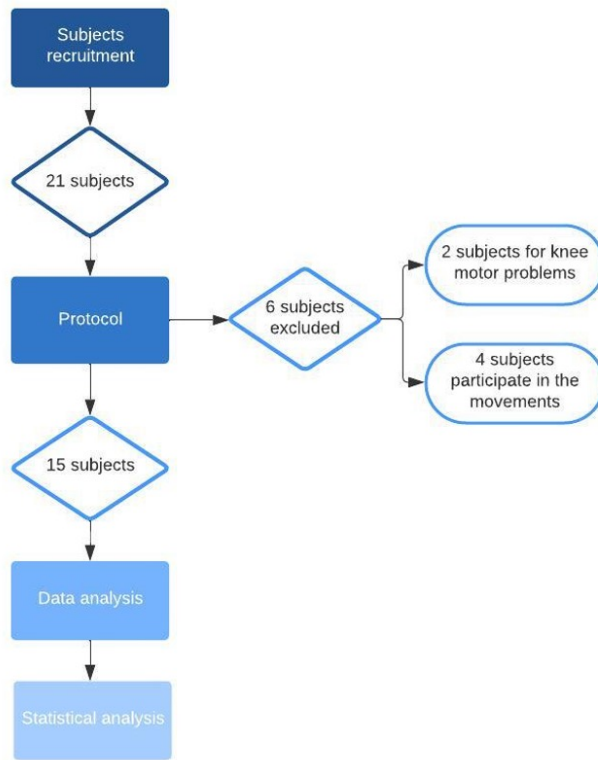 Subjects
recruitment
21 subjects
Protocol
6 subjects
excluded
2 subjects for knee
motor problems
4 subjects
participate in the
movements
15 subjects
Data analysis
Statistical analysis